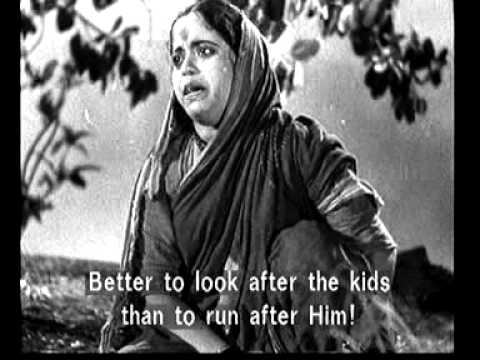 Better to look after the kids
than to run after Him!